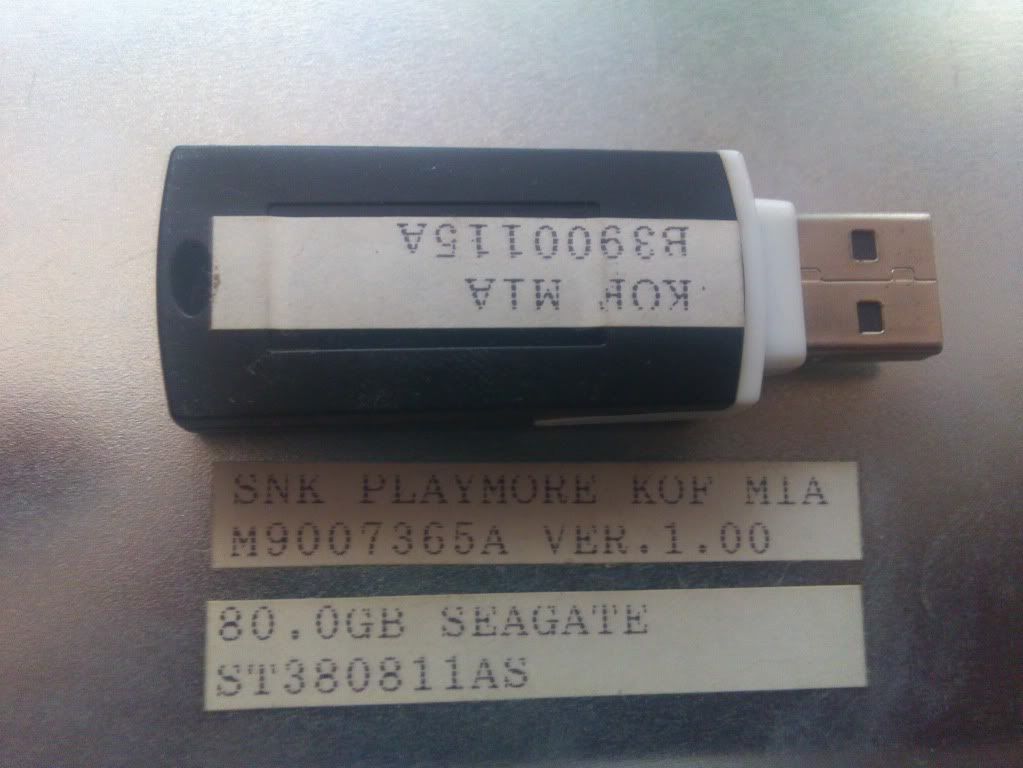 KOF M1A
B3900115A
SNK PLAYMORE KOF M1A
M9007365A VER.1.00
80.0GB SEAGATE
ST380811AS